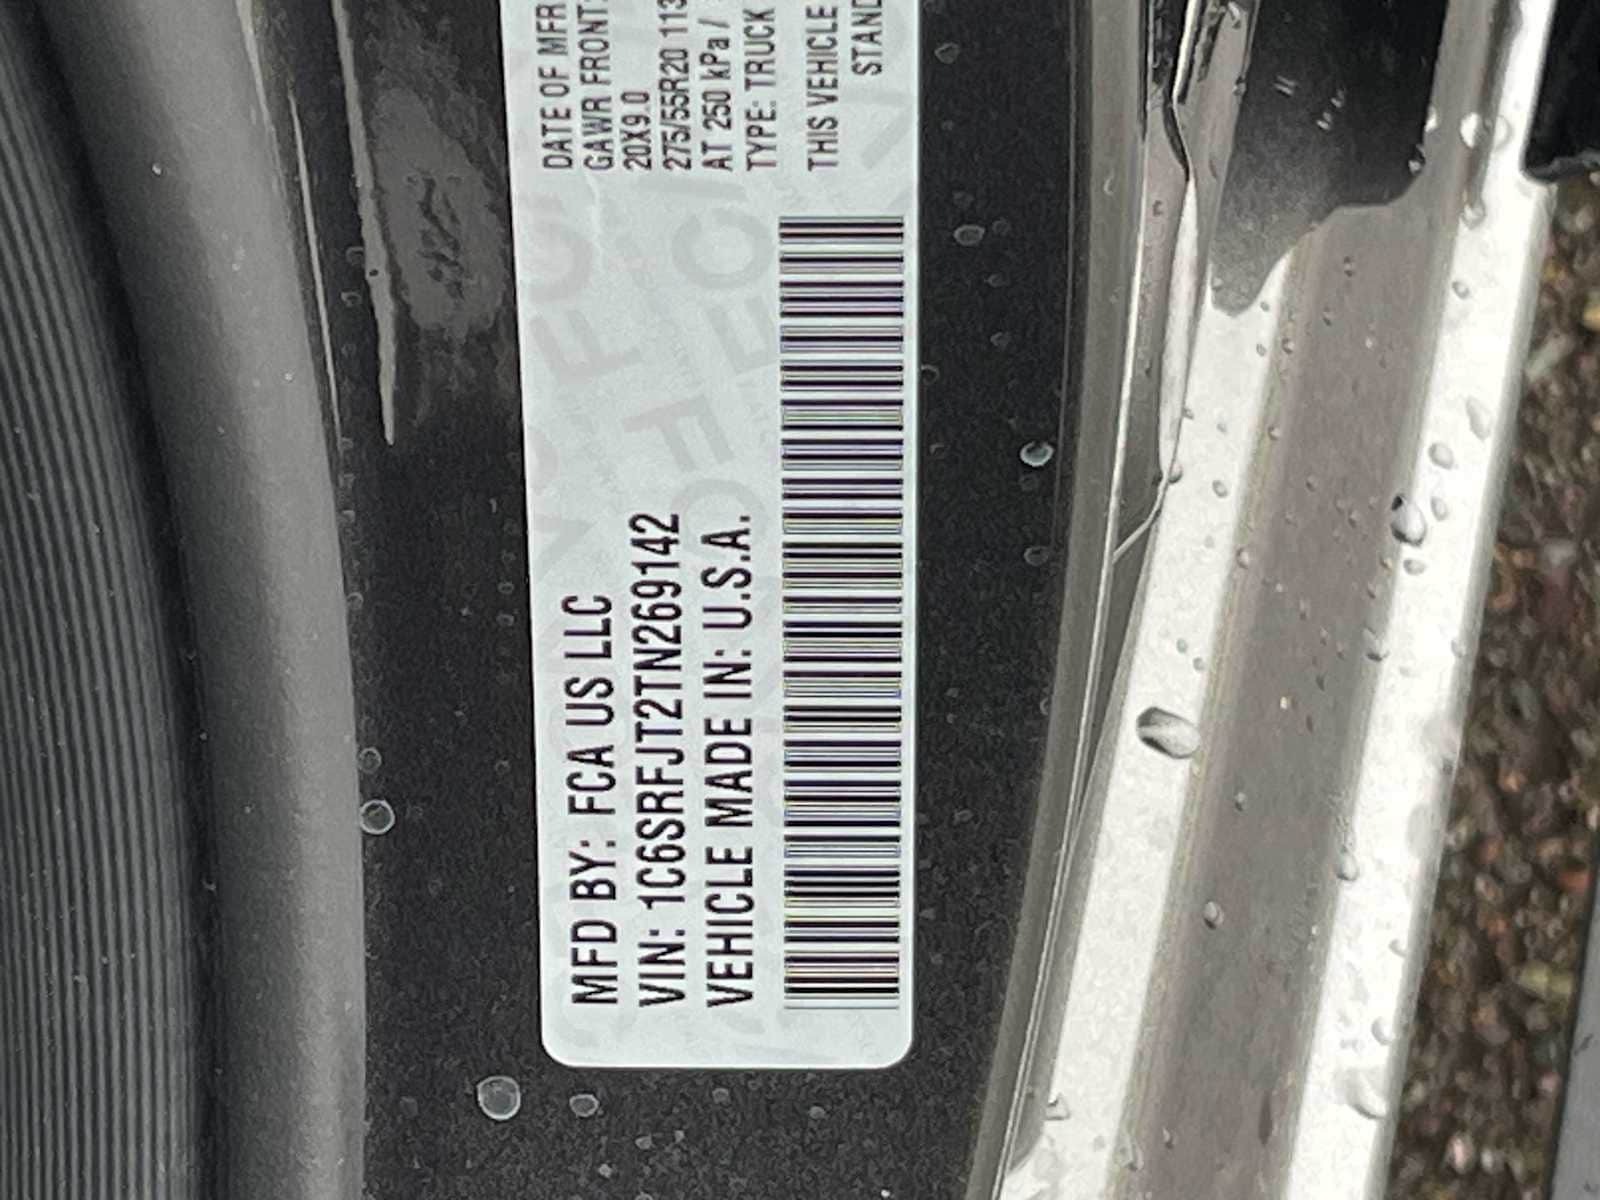 MFD BY: FCA US LLC
VIN: 1C6SRFJT2TN269142
VEHICLE MADE IN: U.S.A.
DATE OF MFR
GAWR FRONT:
20X9.0
275/55R20 113
AT 250 kPa /
TYPE: TRUCK
THIS VEHICLE
STAND